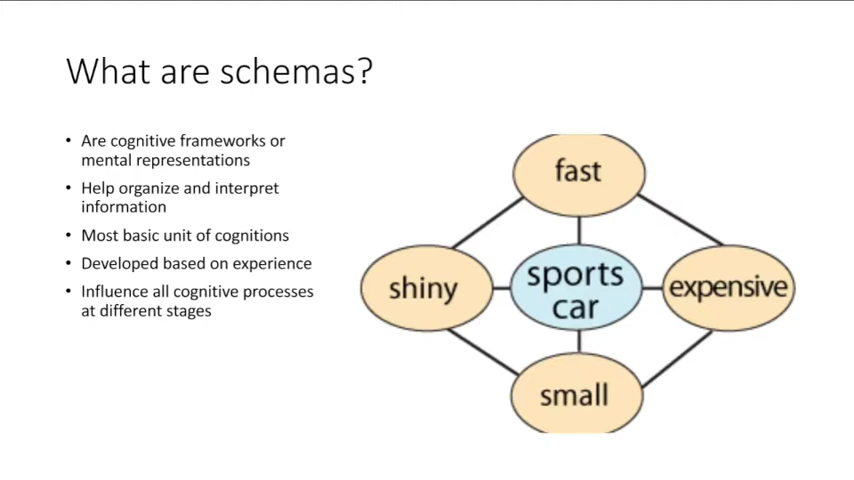 What are schemas?
• Are cognitive frameworks or
mental representations
• Help organize and interpret
information
• Most basic unit of cognitions
• Developed based on experience
• Influence all cognitive processes
at different stages
fast
shiny
sports
car
expensive
small